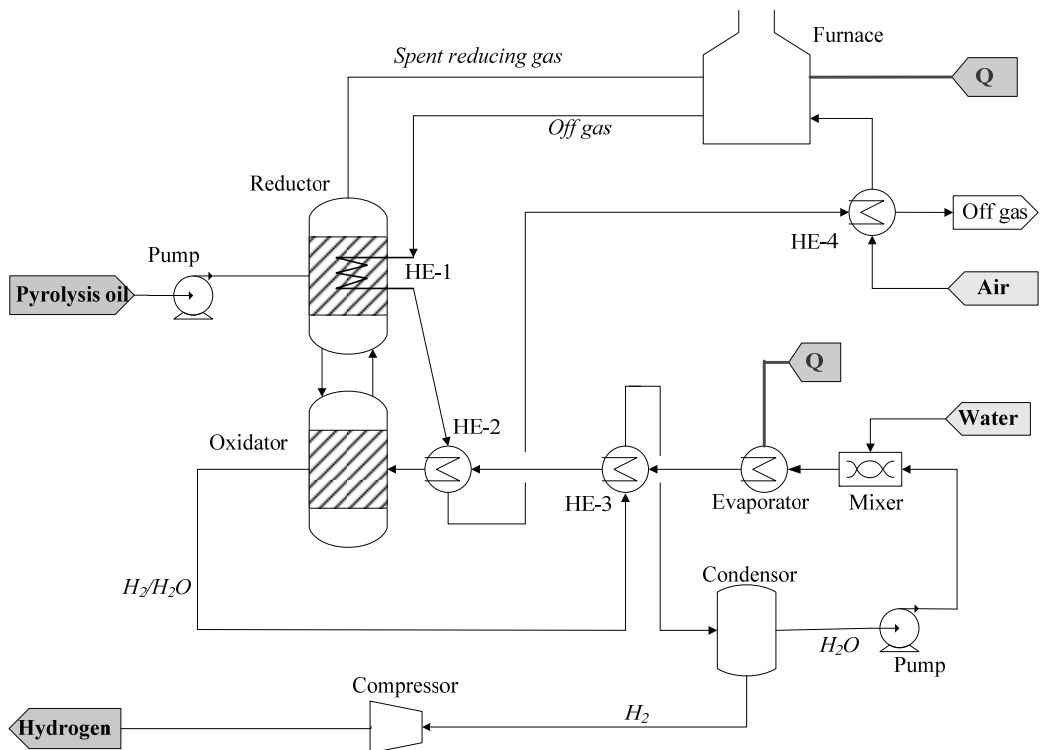 Furnace
Spent reducing gas
Q
Off gas
Reductor
Off gas
HE-4
Pump
HE-1
Pyrolysis oil
Air
Q
HE-2
Water
Oxidator
HE-3
Evaporator
Mixer
Condensor
H₂/H₂O
H₂O
Pump
Compressor
H₂
Hydrogen